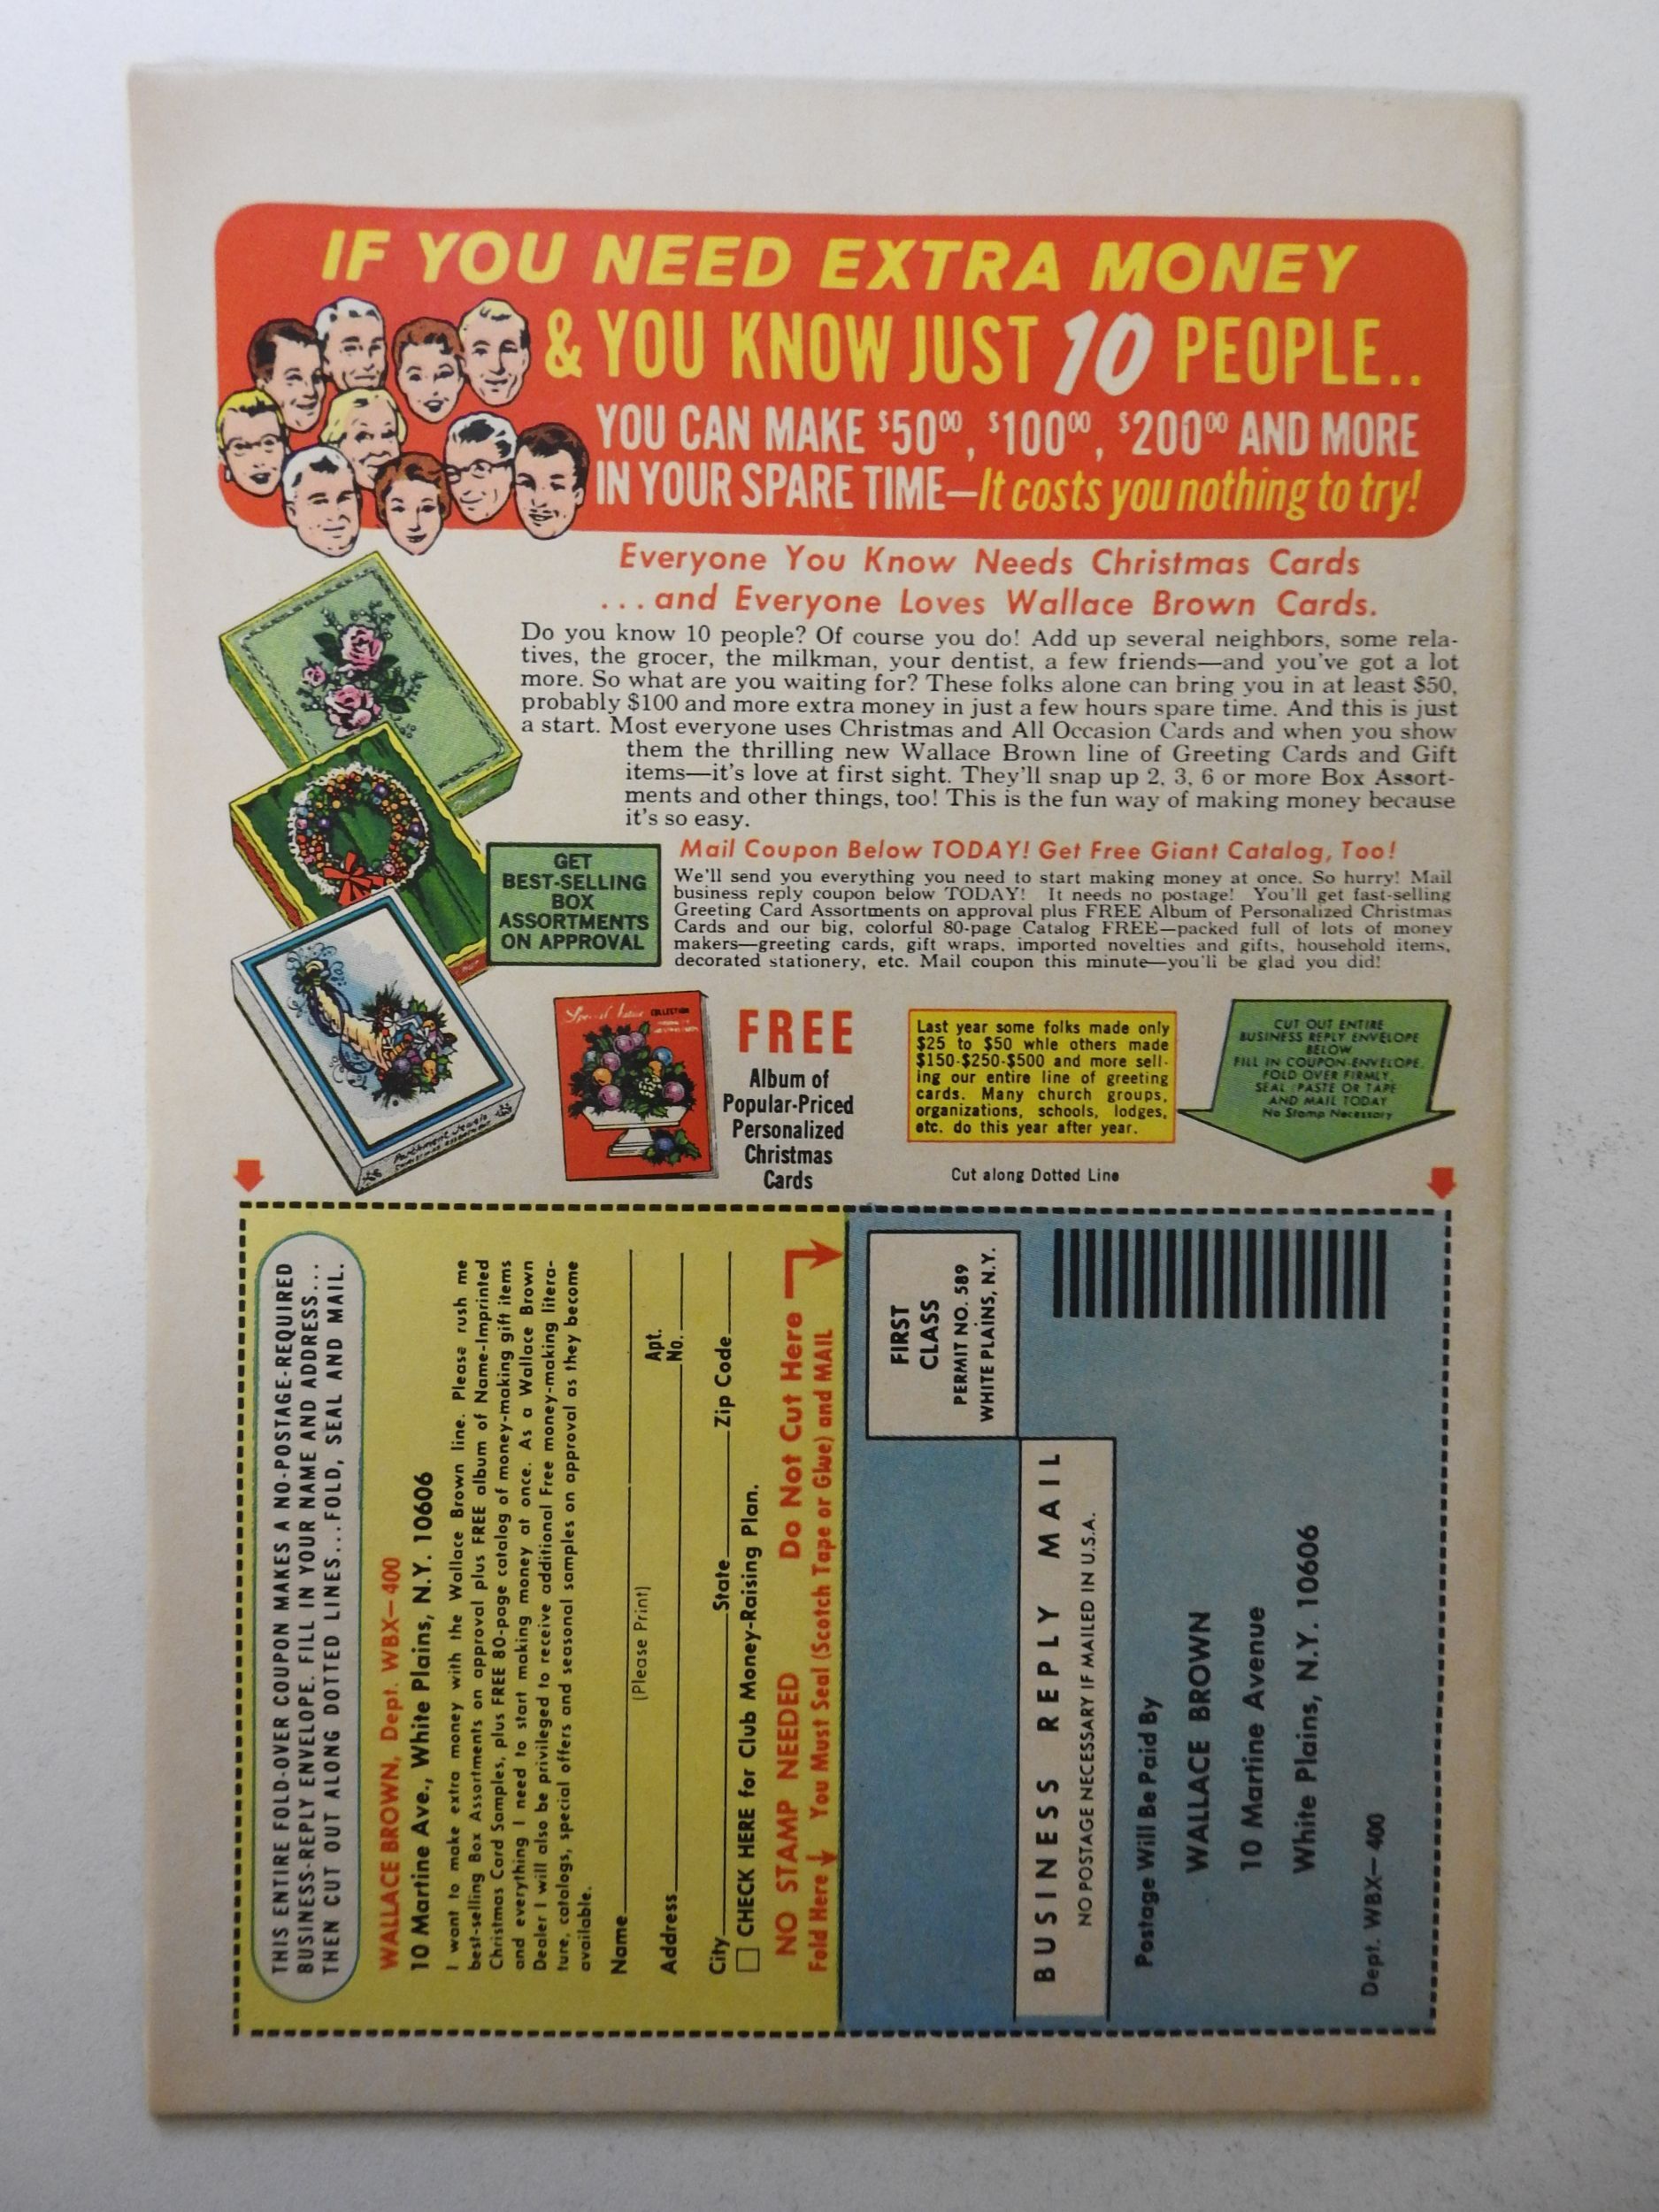 IF YOU NEED EXTRA MONEY
& YOU KNOW JUST 10 PEOPLE..
YOU CAN MAKE $50⁰⁰, $100⁰⁰, $200⁰⁰ AND MORE
IN YOUR SPARE TIME—It costs you nothing to try!
Everyone You Know Needs Christmas Cards
...and Everyone Loves Wallace Brown Cards.
Do you know 10 people? Of course you do! Add up several neighbors, some rela-
tives, the grocer, the milkman, your dentist, a few friends—and you've got a lot
more. So what are you waiting for? These folks alone can bring you in at least $50,
probably $100 and more extra money in just a few hours spare time. And this is just
a start. Most everyone uses Christmas and All Occasion Cards and when you show
them the thrilling new Wallace Brown line of Greeting Cards and Gift
items—it's love at first sight. They'll snap up 2, 3, 6 or more Box Assort-
ments and other things, too! This is the fun way of making money because
it's so easy.
GET
BEST-SELLING
BOX
ASSORTMENTS
ON APPROVAL
Mail Coupon Below TODAY! Get Free Giant Catalog, Too!
We'll send you everything you need to start making money at once. So hurry! Mail
business reply coupon below TODAY! It needs no postage! You'll get fast-selling
Greeting Card Assortments on approval plus FREE Album of Personalized Christmas
Cards and our big, colorful 80-page Catalog FREE—packed full of lots of money
makers—greeting cards, gift wraps, imported novelties and gifts, household items,
decorated stationery, etc. Mail coupon this minute—you'll be glad you did!
Parchment Jewels
COLLECTION
FREE
Album of
Popular-Priced
Personalized
Christmas
Cards
Last year some folks made only
$25 to $50 whle others made
$150-$250-$500 and more sell-
ing our entire line of greeting
cards. Many church groups,
organizations, schools, lodges,
etc. do this year after year.
CUT OUT ENTIRE
BUSINESS REPLY ENVELOPE
BELOW
FILL IN COUPON-ENVELOPE,
FOLD OVER FIRMLY,
SEAL (PASTE OR TAPE
AND MAIL TODAY
No Stamp Necessary
Cut along Dotted Line
THIS ENTIRE FOLD-OVER COUPON MAKES A NO-POSTAGE-REQUIRED
BUSINESS-REPLY ENVELOPE. FILL IN YOUR NAME AND ADDRESS...
THEN CUT OUT ALONG DOTTED LINES...FOLD, SEAL AND MAIL.
WALLACE BROWN, Dept. WBX—400
10 Martine Ave., White Plains, N.Y. 10606
I want to make extra money with the Wallace Brown line. Please rush me
best-selling Box Assortments on approval plus FREE album of Name-Imprinted
Christmas Card Samples, plus FREE 80-page catalog of money-making gift items
and everything I need to start making money at once. As a Wallace Brown
Dealer I will also be privileged to receive additional Free money-making litera-
ture, catalogs, special offers and seasonal samples on approval as they become
available.
Name
(Please Print)
Address Apt. No.
City State Zip Code
CHECK HERE for Club Money-Raising Plan.
NO STAMP NEEDED Do Not Cut Here
Fold Here You Must Seal (Scotch Tape or Glue) and MAIL
FIRST
CLASS
PERMIT NO. 589
WHITE PLAINS, N.Y.
BUSINESS REPLY MAIL
NO POSTAGE NECESSARY IF MAILED IN U.S.A.
Postage Will Be Paid By
WALLACE BROWN
10 Martine Avenue
White Plains, N.Y. 10606
Dept. WBX—400